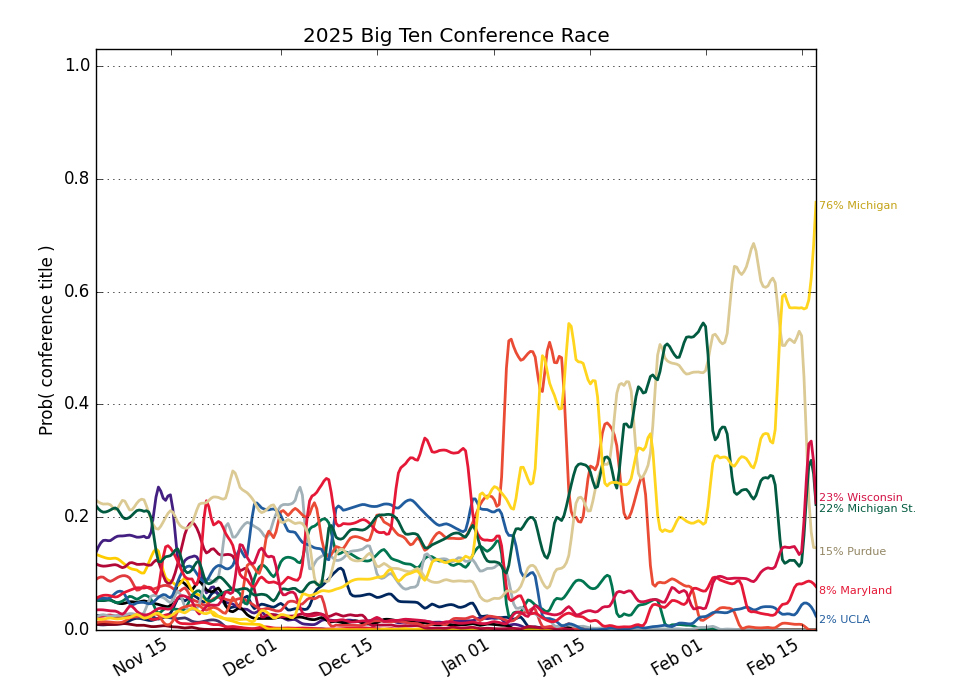 2025 Big Ten Conference Race
Prob( conference title )
1.0
0.8
0.6
0.4
0.2
0.0
76% Michigan
23% Wisconsin
22% Michigan St.
15% Purdue
8% Maryland
2% UCLA
Nov 15
Dec 01
Dec 15
Jan 01
Jan 15
Feb 01
Feb 15